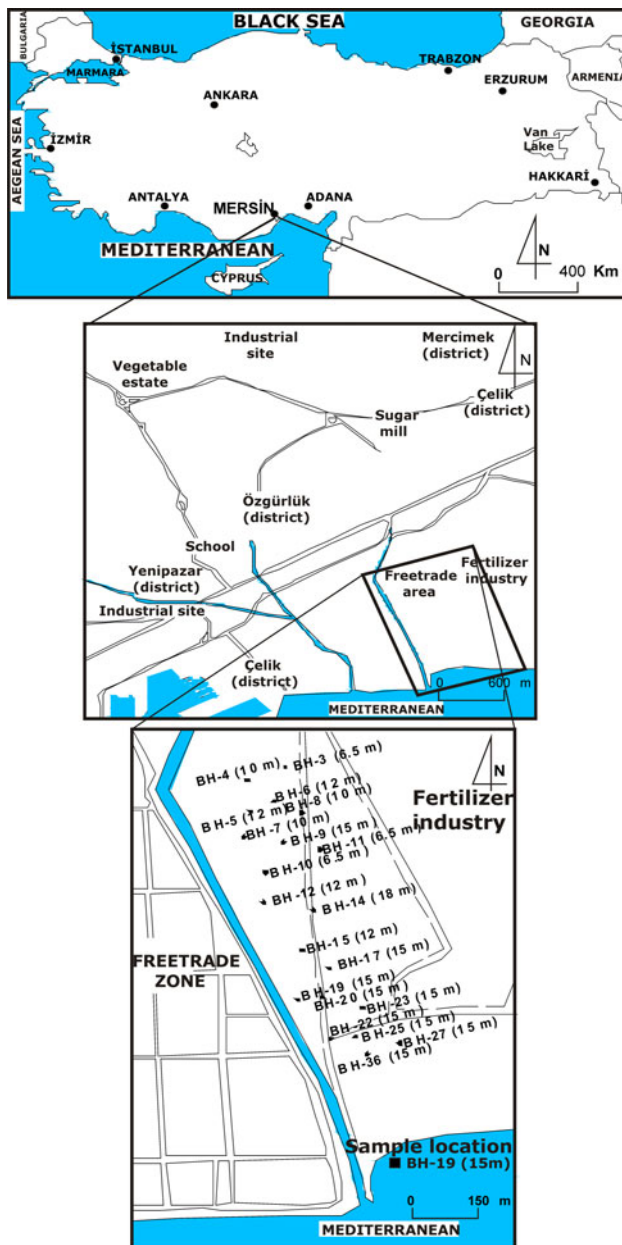 BLACK SEA
GEORGIA
BULGARIA
İSTANBUL
MARMARA
TRABZON
ERZURUM
ARMENIA
ANKARA
AEGEAN SEA
İZMİR
Van
Lake
HAKKARİ
ANTALYA
MERSİN
ADANA
MEDITERRANEAN
CYPRUS
N
0 400 Km
Industrial
site
Mercimek
(district)
N
Vegetable
estate
Çelik
(district)
Sugar
mill
Özgürlük
(district)
School
Yenipazar
(district)
Freetrade
area
Fertilizer
industry
Industrial site
Çelik
(district)
0 600 m
MEDITERRANEAN
BH-4 (10 m)
BH-3 (6.5 m)
N
BH-6 (12 m)
BH-8 (10 m)
BH-5 (12 m)
BH-7 (10 m)
Fertilizer
industry
BH-9 (15 m)
BH-11 (6.5 m)
BH-10 (6.5 m)
BH-12 (12 m)
BH-14 (18 m)
BH-15 (12 m)
BH-17 (15 m)
FREETRADE
ZONE
BH-19 (15 m)
BH-20 (15 m)
BH-23 (15 m)
BH-22 (15 m)
BH-25 (15 m)
BH-27 (15 m)
BH-36 (15 m)
Sample location
BH-19 (15m)
0 150 m
MEDITERRANEAN